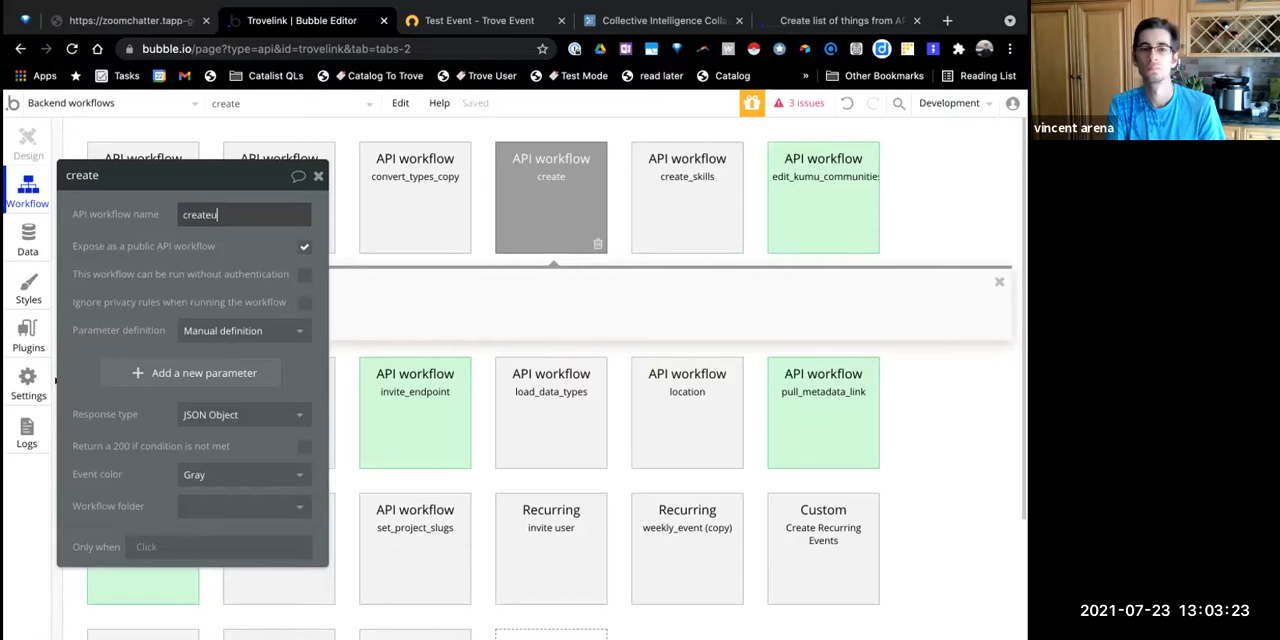 https://zoomchatter.tapp-g
Trovelink | Bubble Editor
Test Event - Trove Event
Collective Intelligence Colla
Create list of things from AP
bubble.io/page?type=api&id=trovelink&tab=tabs-2
Apps
Tasks
Catalist QLs
Catalog To Trove
Trove User
Test Mode
read later
Catalog
»
Other Bookmarks
Reading List
Backend workflows
create
Edit
Help
Saved
3 issues
Development
Design
Workflow
Data
Styles
Plugins
Settings
Logs
API workflow
API workflow
API workflow
convert_types_copy
API workflow
create
API workflow
create_skills
API workflow
edit_kumu_communities
create
API workflow name
createu
Expose as a public API workflow
This workflow can be run without authentication
Ignore privacy rules when running the workflow
Parameter definition
Manual definition
+ Add a new parameter
Response type
JSON Object
Return a 200 if condition is not met
Event color
Gray
Workflow folder
Only when
Click
API workflow
invite_endpoint
API workflow
load_data_types
API workflow
location
API workflow
pull_metadata_link
API workflow
set_project_slugs
Recurring
invite user
Recurring
weekly_event (copy)
Custom
Create Recurring
Events
vincent arena
2021-07-23 13:03:23